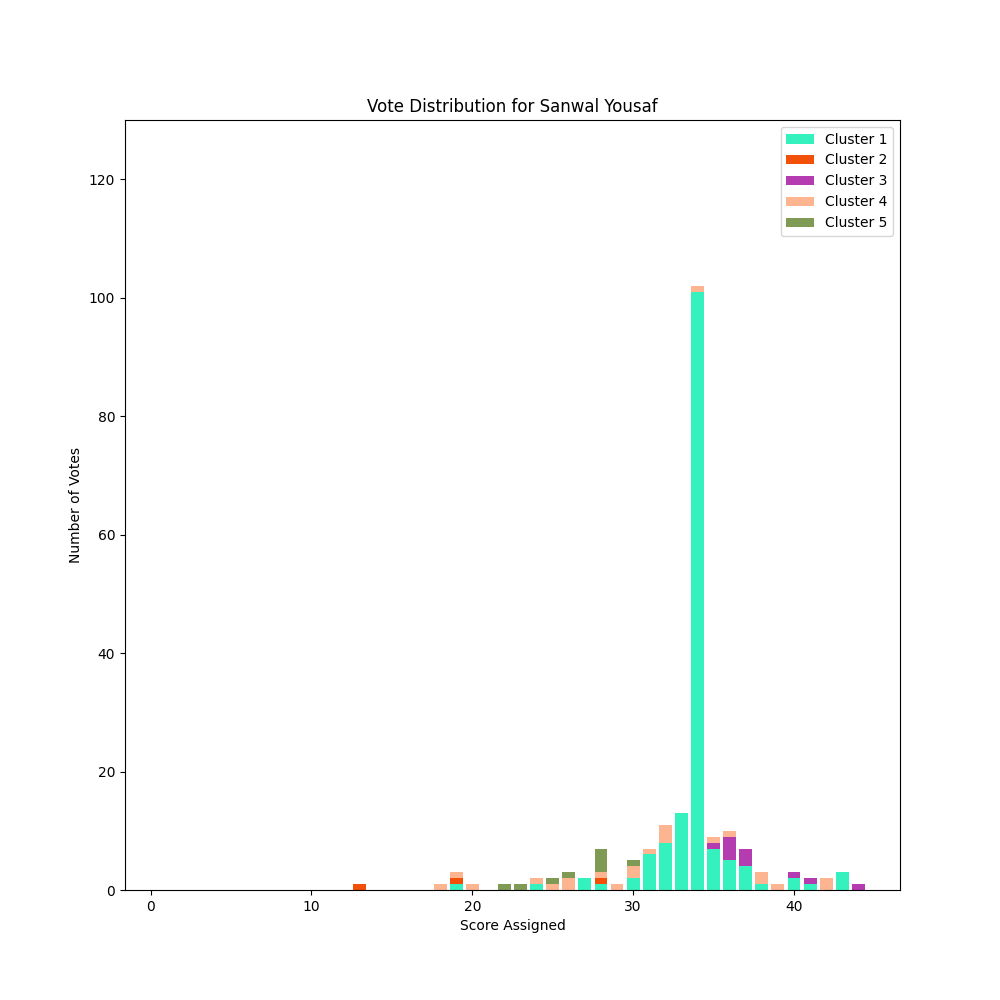 Vote Distribution for Sanwal Yousaf
Cluster 1
Cluster 2
Cluster 3
Cluster 4
Cluster 5
120
100
80
60
40
20
0
Number of Votes
0 10 20 30 40
Score Assigned